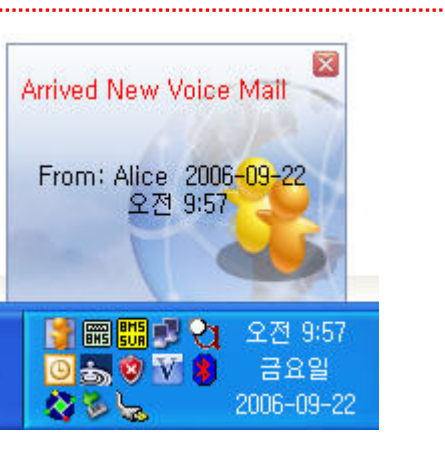 Arrived New Voice Mail
From: Alice 2006-09-22
오전 9:57
BMS
BMS
SVR
V
오전 9:57
금요일
2006-09-22